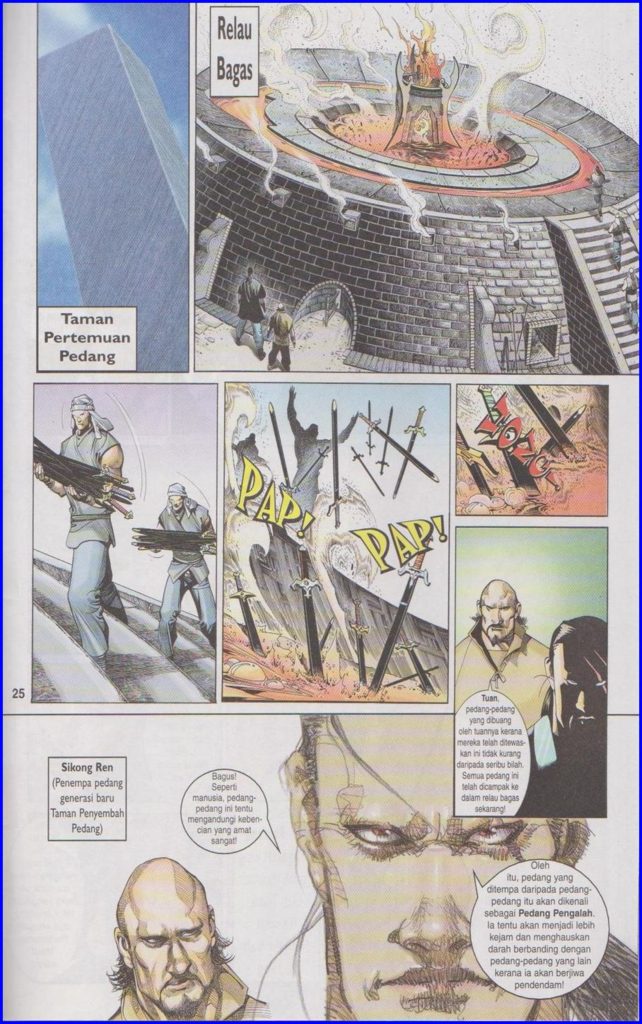 Taman
Pertemuan
Pedang
Relau
Bagas
PAP!
PAP!
ZOZO
Tuan,
pedang-pedang
yang dibuang
oleh tuannya kerana
mereka telah ditewas-
kan ini tidak kurang
daripada seribu bilah.
Semua pedang ini
telah dicampak ke
dalam relau bagas
sekarang!
25
Sikong Ren
(Penempa pedang
generasi baru
Taman Penyembah
Pedang)
Bagus!
Seperti
manusia, pedang-
pedang ini tentu
mengandungi keben-
cian yang amat
sangat!
Oleh
itu, pedang yang
ditempa daripada pedang-
pedang itu akan dikenali
sebagai Pedang Pengalah.
Ia tentu akan menjadi lebih
kejam dan menghauskan
darah berbanding dengan
pedang-pedang yang lain
kerana ia akan berjiwa
pendendam!